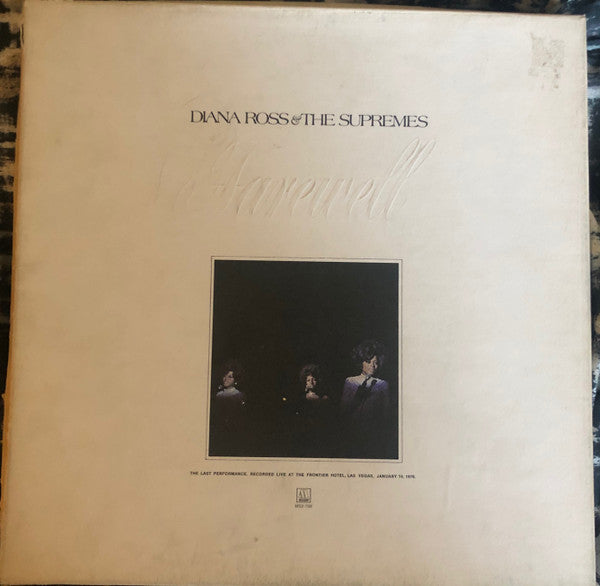 DIANA ROSS & THE SUPREMES
Farewell
THE LAST PERFORMANCE, RECORDED LIVE AT THE FRONTIER HOTEL, LAS VEGAS, JANUARY 14, 1970.